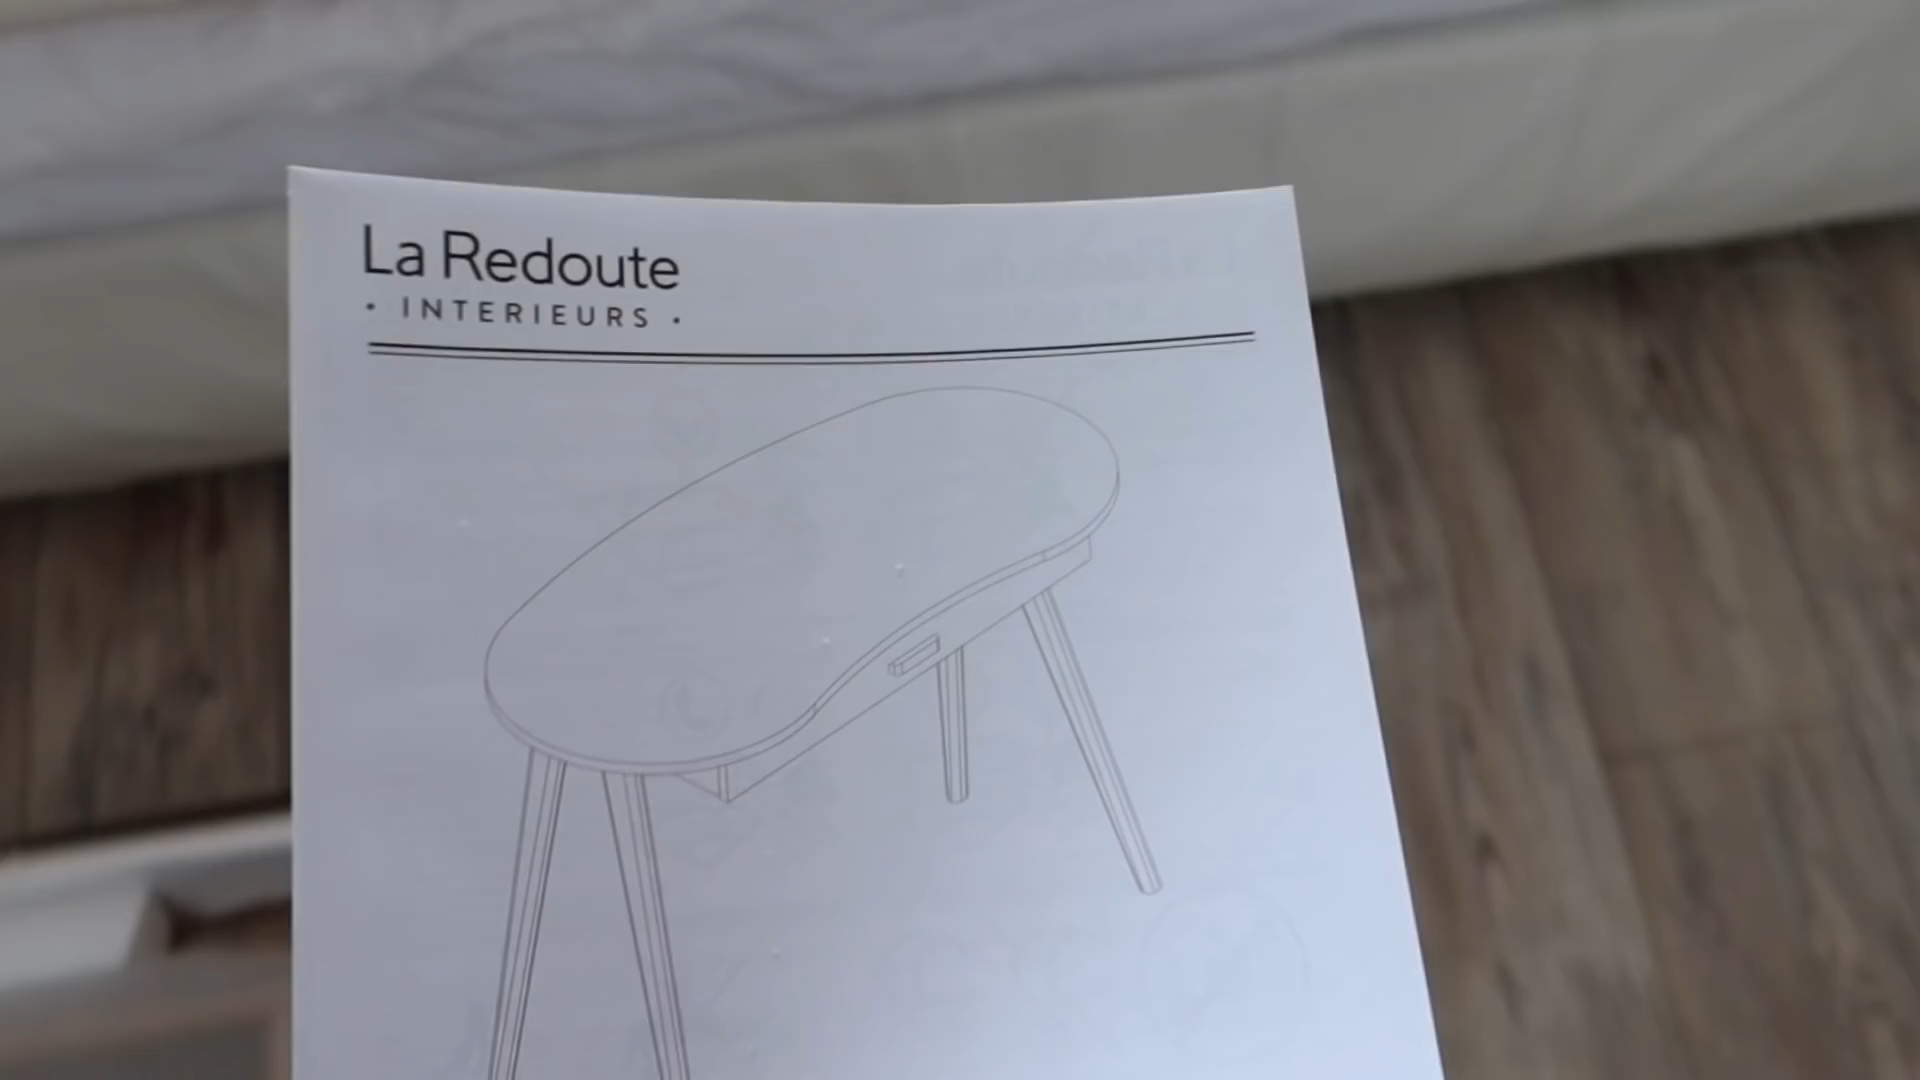 La Redoute
• INTERIEURS •